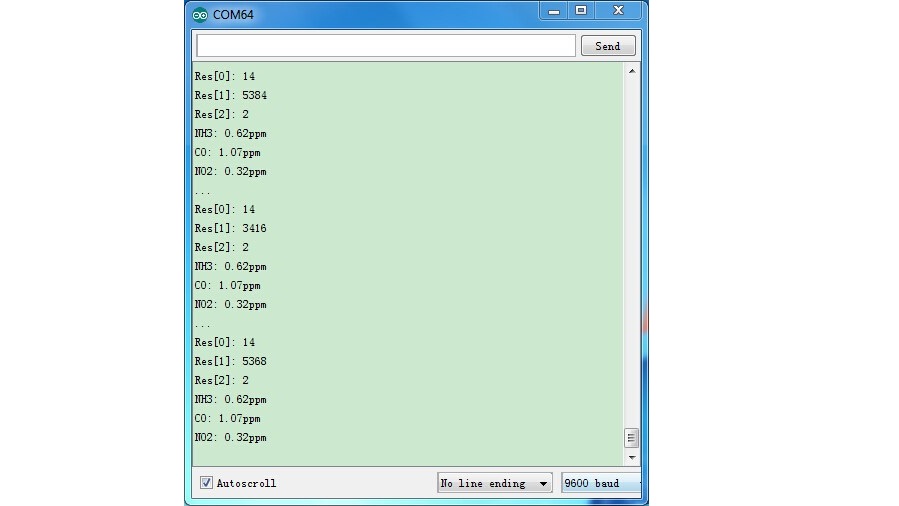 COM64
Send
Res[0]: 14
Res[1]: 5384
Res[2]: 2
NH3: 0.62ppm
CO: 1.07ppm
NO2: 0.32ppm
...
Res[0]: 14
Res[1]: 3416
Res[2]: 2
NH3: 0.62ppm
CO: 1.07ppm
NO2: 0.32ppm
...
Res[0]: 14
Res[1]: 5368
Res[2]: 2
NH3: 0.62ppm
CO: 1.07ppm
NO2: 0.32ppm
Autoscroll No line ending 9600 baud